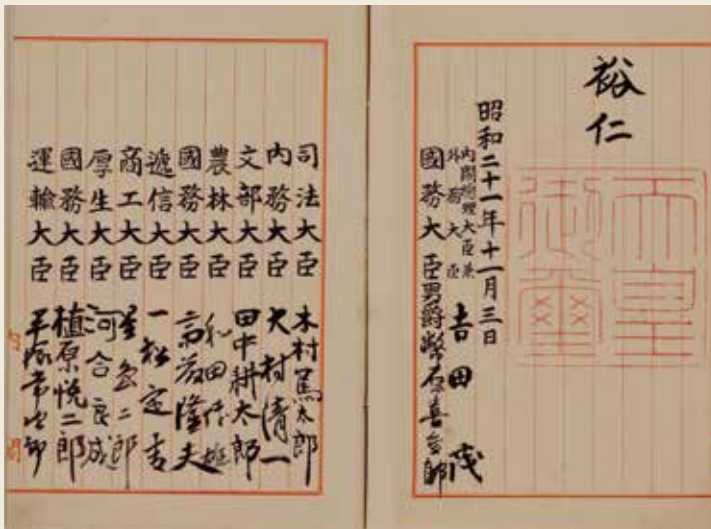 裕仁
天皇
御璽
昭和二十一年十一月三日
内閣總理大臣兼
外務大臣 吉田茂
國務大臣 男爵幣原喜重郎
司法大臣 木村篤太郎
内務大臣 大村清一
文部大臣 田中耕太郎
農林大臣 和田博雄
國務大臣 斎藤隆夫
遞信大臣 一松定吉
商工大臣 星島二郎
厚生大臣 河合良成
國務大臣 植原悦二郎
運輸大臣 平塚常次郎
内閣